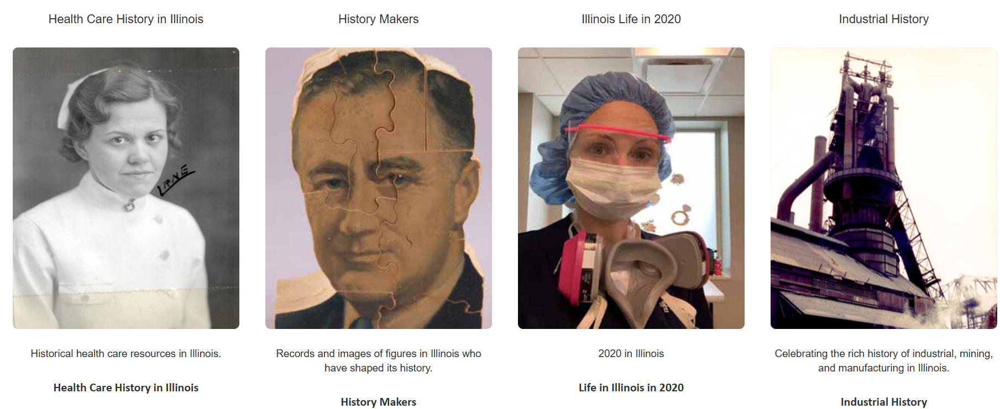 Health Care History in Illinois
History Makers
Illinois Life in 2020
Industrial History
Historical health care resources in Illinois.
Health Care History in Illinois
Records and images of figures in Illinois who
have shaped its history.
History Makers
2020 in Illinois
Life in Illinois in 2020
Celebrating the rich history of industrial, mining,
and manufacturing in Illinois.
Industrial History